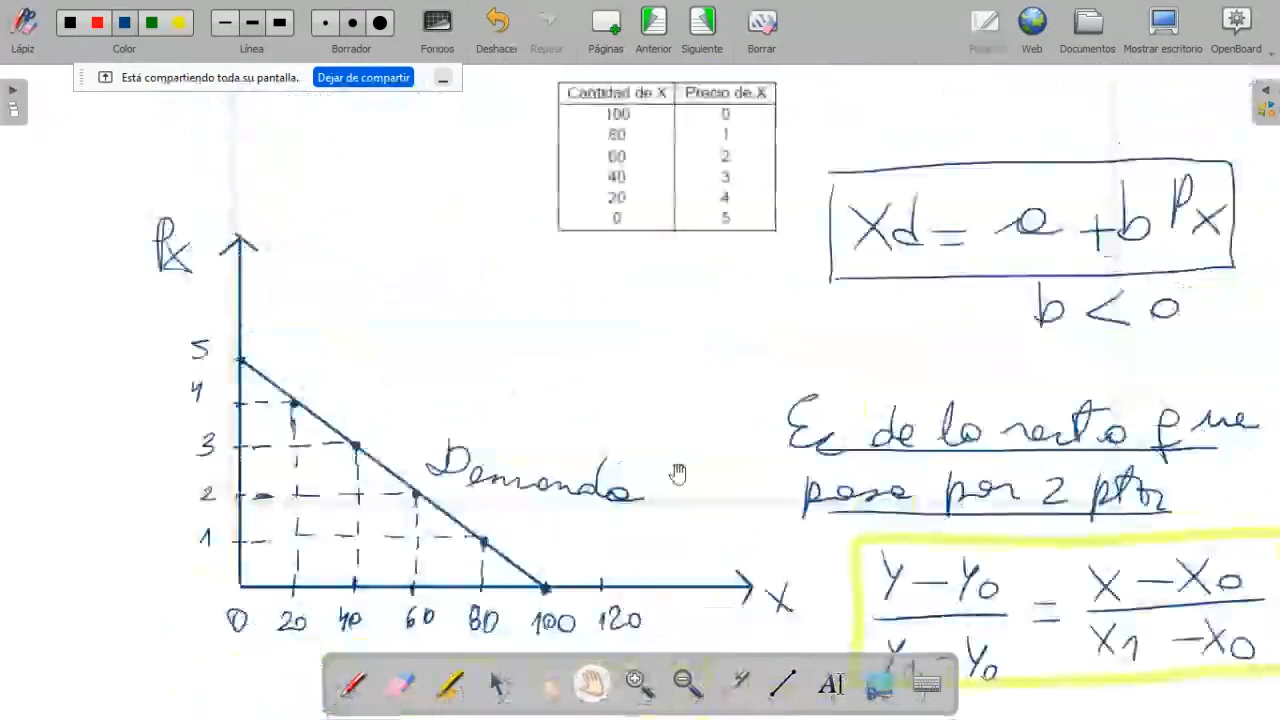 Lápiz
Color
Línea
Borrador
Fondos
Deshacer
Repetir
Páginas
Anterior
Siguiente
Borrar
Web
Documentos
Mostrar escritorio
OpenBoard
Está compartiendo toda su pantalla.
Dejar de compartir
Cantidad de X Precio de X
100 0
80 1
60 2
40 3
20 4
0 5
Xd = a + b Px
b < 0
Px
5
4
3
2
1
Demanda
0 20 40 60 80 100 120
X
Ec de la recta que
pasa por 2 ptos
Y - Y0 = X - X0
Y1 - Y0 X1 - X0